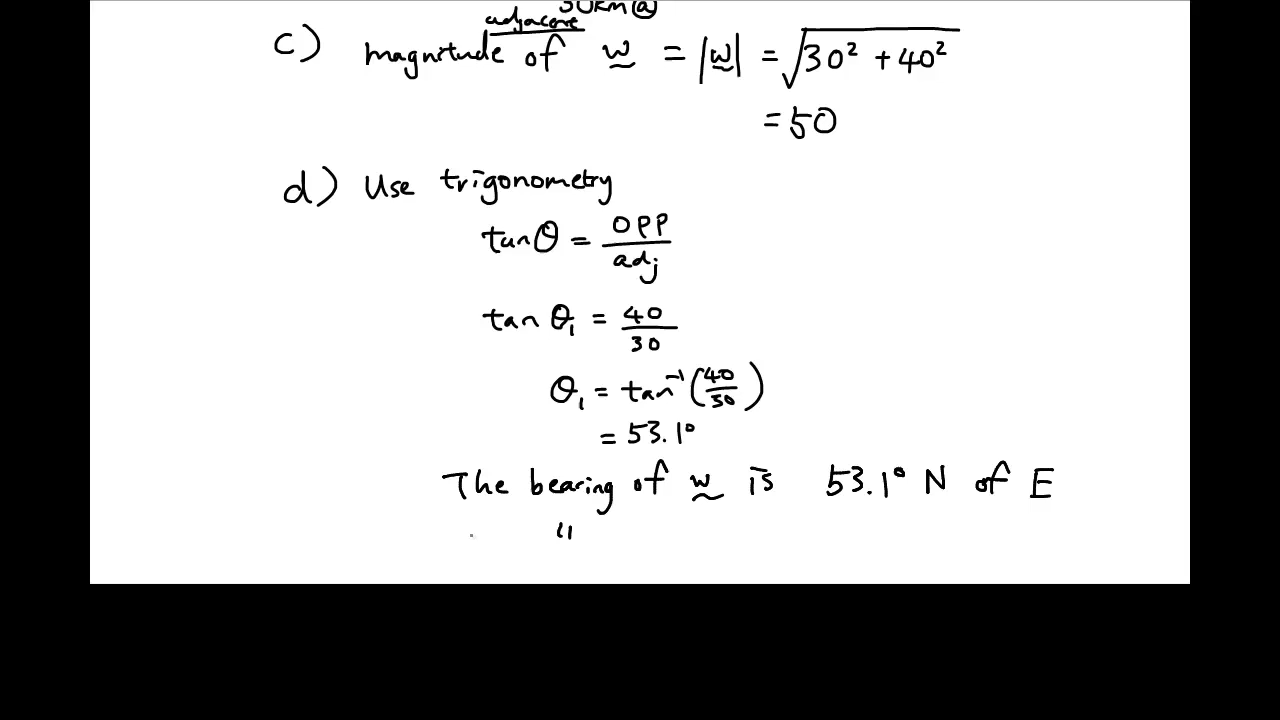 30km@
adjacent
c) magnitude of w = |w| = √30² + 40²
= 50
d) Use trigonometry
tanθ = opp/adj
tan θ₁ = 40/30
θ₁ = tan⁻¹(40/30)
= 53.1°
The bearing of w is 53.1° N of E
"